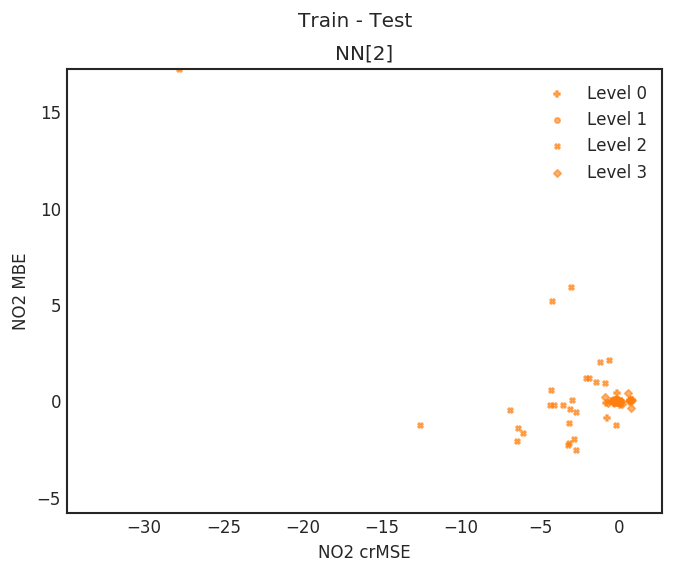 Train - Test
NN[2]
Level 0
Level 1
Level 2
Level 3
15
10
5
0
−5
NO2 MBE
−30
−25
−20
−15
−10
−5
0
NO2 crMSE